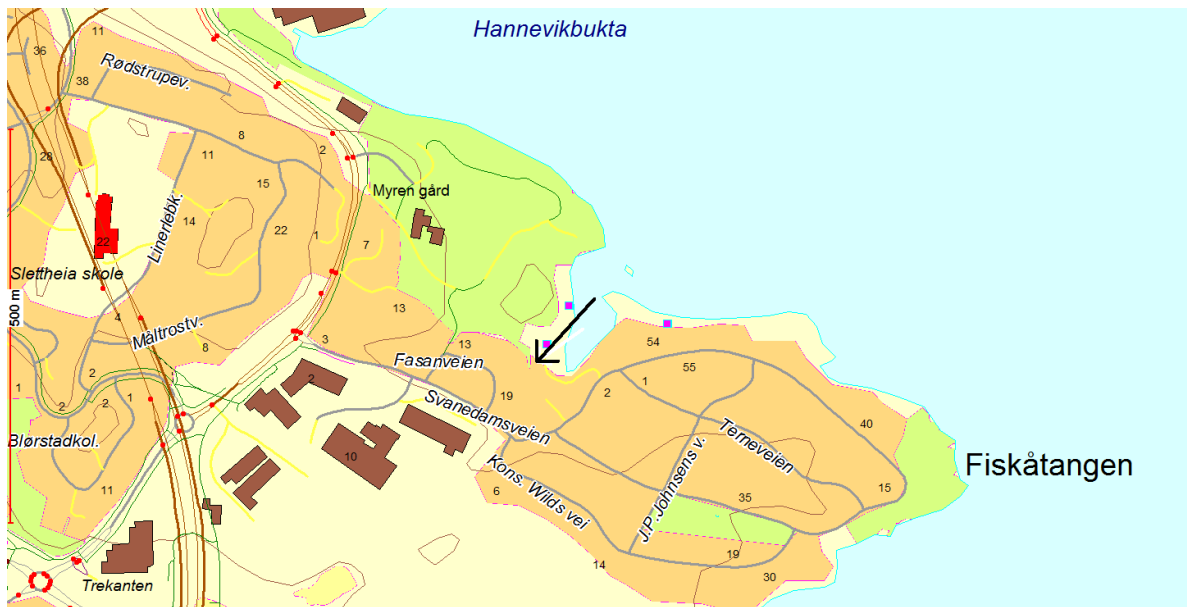 Hannevikbukta
11
36
Rødstrupev.
38
8
2
28
11
15
Myren gård
14
22
Linerlebk.
22
1
7
Slettheia skole
500 m
4
13
Måltrostv.
8
3
13
54
Fasanveien
2
55
1
1
2
2
19
2
2
1
Svanedamsveien
40
Terneveien
Blørstadkol.
10
Kons. Wilds vei
J.P.Johnsens v.
Fiskåtangen
11
6
35
15
19
14
30
Trekanten